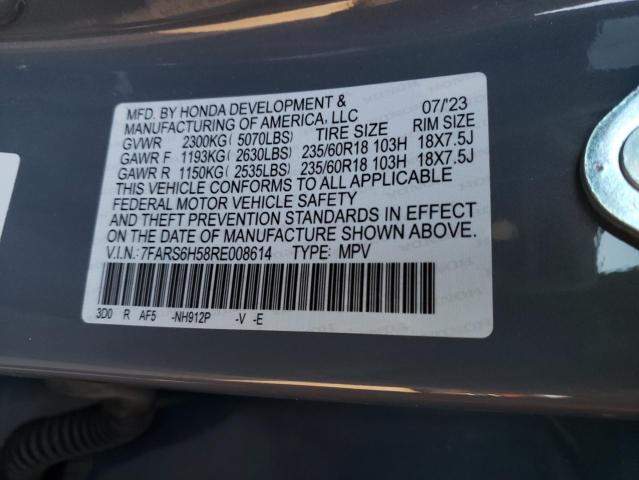 MFD. BY HONDA DEVELOPMENT & 07/'23
MANUFACTURING OF AMERICA, LLC
TIRE SIZE RIM SIZE
GVWR 2300KG( 5070LBS)
GAWR F 1193KG( 2630LBS) 235/60R18 103H 18X7.5J
GAWR R 1150KG( 2535LBS) 235/60R18 103H 18X7.5J
THIS VEHICLE CONFORMS TO ALL APPLICABLE
FEDERAL MOTOR VEHICLE SAFETY
AND THEFT PREVENTION STANDARDS IN EFFECT
ON THE DATE OF MANUFACTURE SHOWN ABOVE.
V.I.N.:7FARS6H58RE008614 TYPE: MPV
3D0 R AF5 -NH912P -V -E